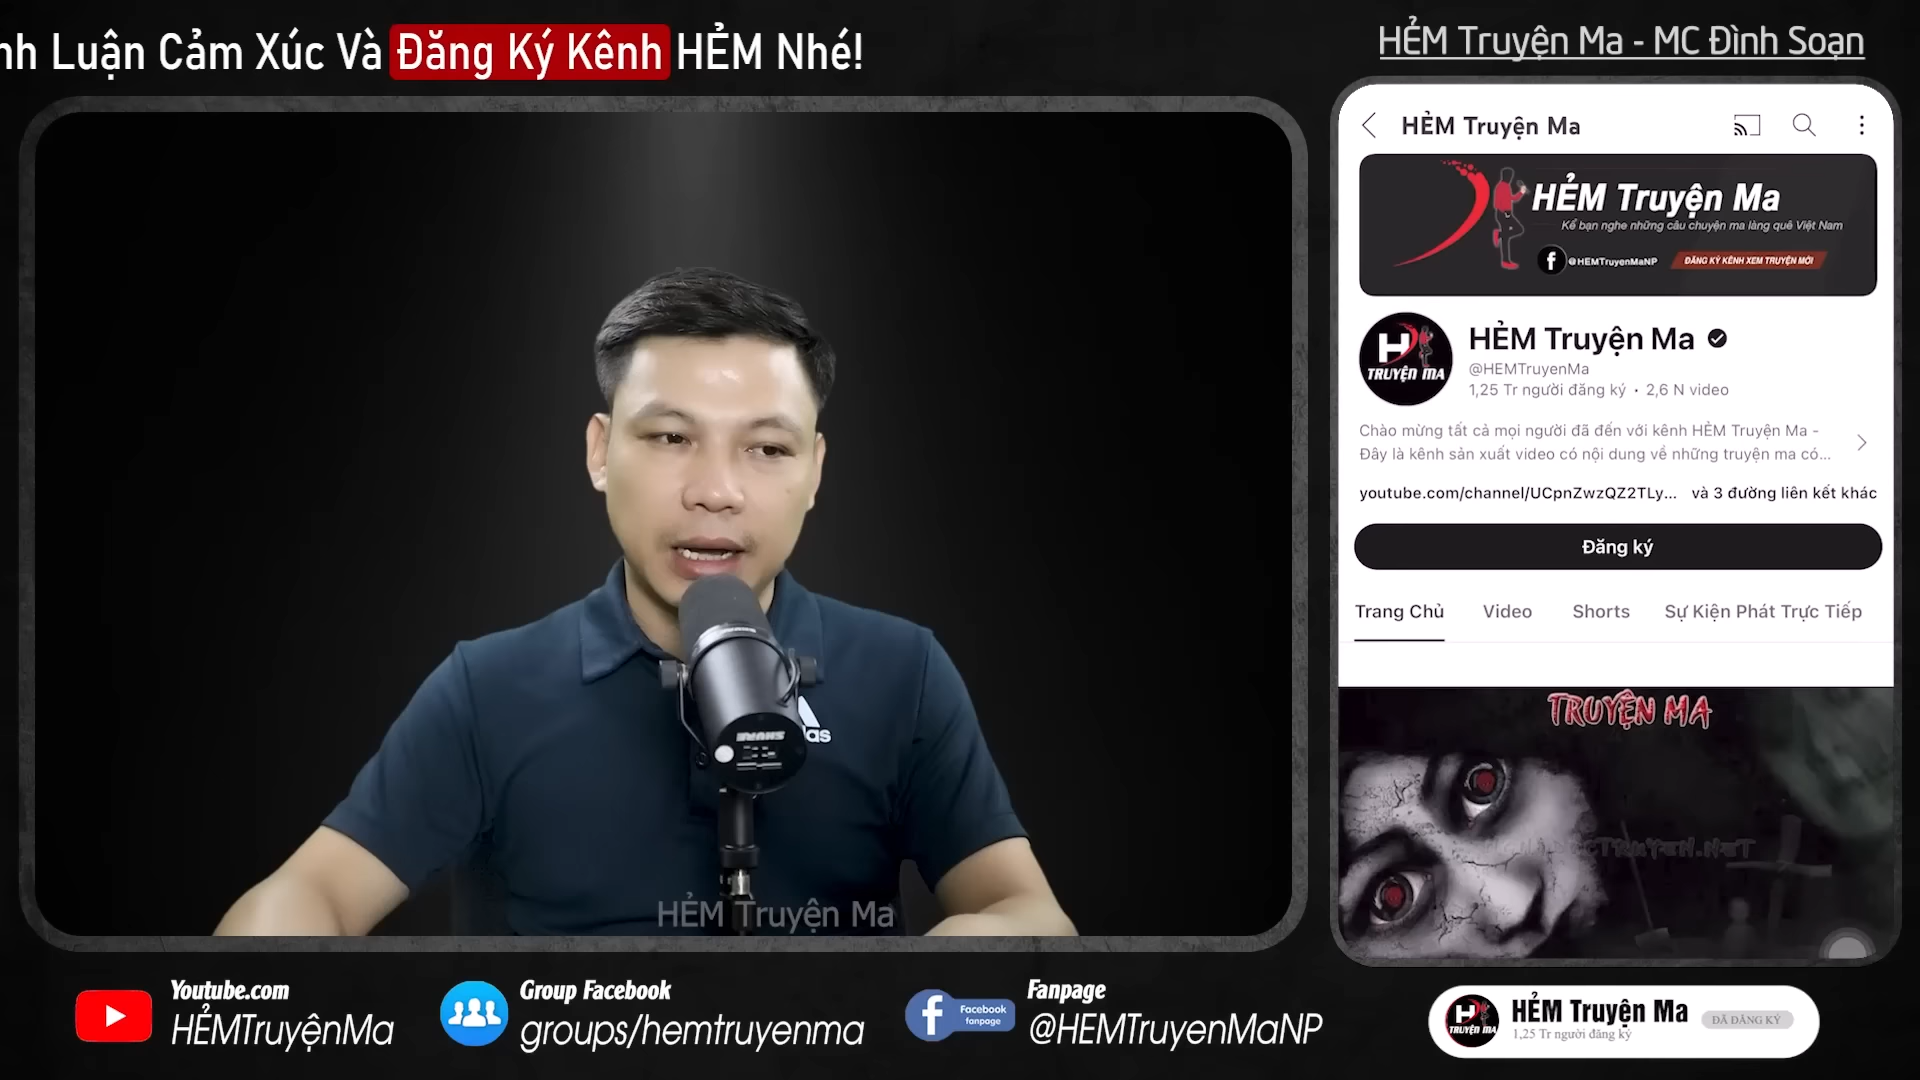 nh Luận Cảm Xúc Và Đăng Ký Kênh HẺM Nhé!
HẺM Truyện Ma - MC Đình Soạn
HẺM Truyện Ma
HẺM Truyện Ma
Kể bạn nghe những câu chuyện ma làng quê Việt Nam
@HEMTruyenMaNP
ĐĂNG KÝ KÊNH XEM TRUYỆN MỚI
H
TRUYỆN MA
HẺM Truyện Ma
@HEMTruyenMa
1,25 Tr người đăng ký • 2,6 N video
Chào mừng tất cả mọi người đã đến với kênh HẺM Truyện Ma -
Đây là kênh sản xuất video có nội dung về những truyện ma có...
youtube.com/channel/UCpnZwzQZ2TLy... và 3 đường liên kết khác
Đăng ký
Trang Chủ Video Shorts Sự Kiện Phát Trực Tiếp
TRUYỆN MA
das
SHURE
HẺM Truyện Ma
Youtube.com
HẺMTruyệnMa
Group Facebook
groups/hemtruyenma
Facebook
fanpage
Fanpage
@HEMTruyenMaNP
H
TRUYỆN MA
HẺM Truyện Ma
1,25 Tr người đăng ký
ĐÃ ĐĂNG KÝ